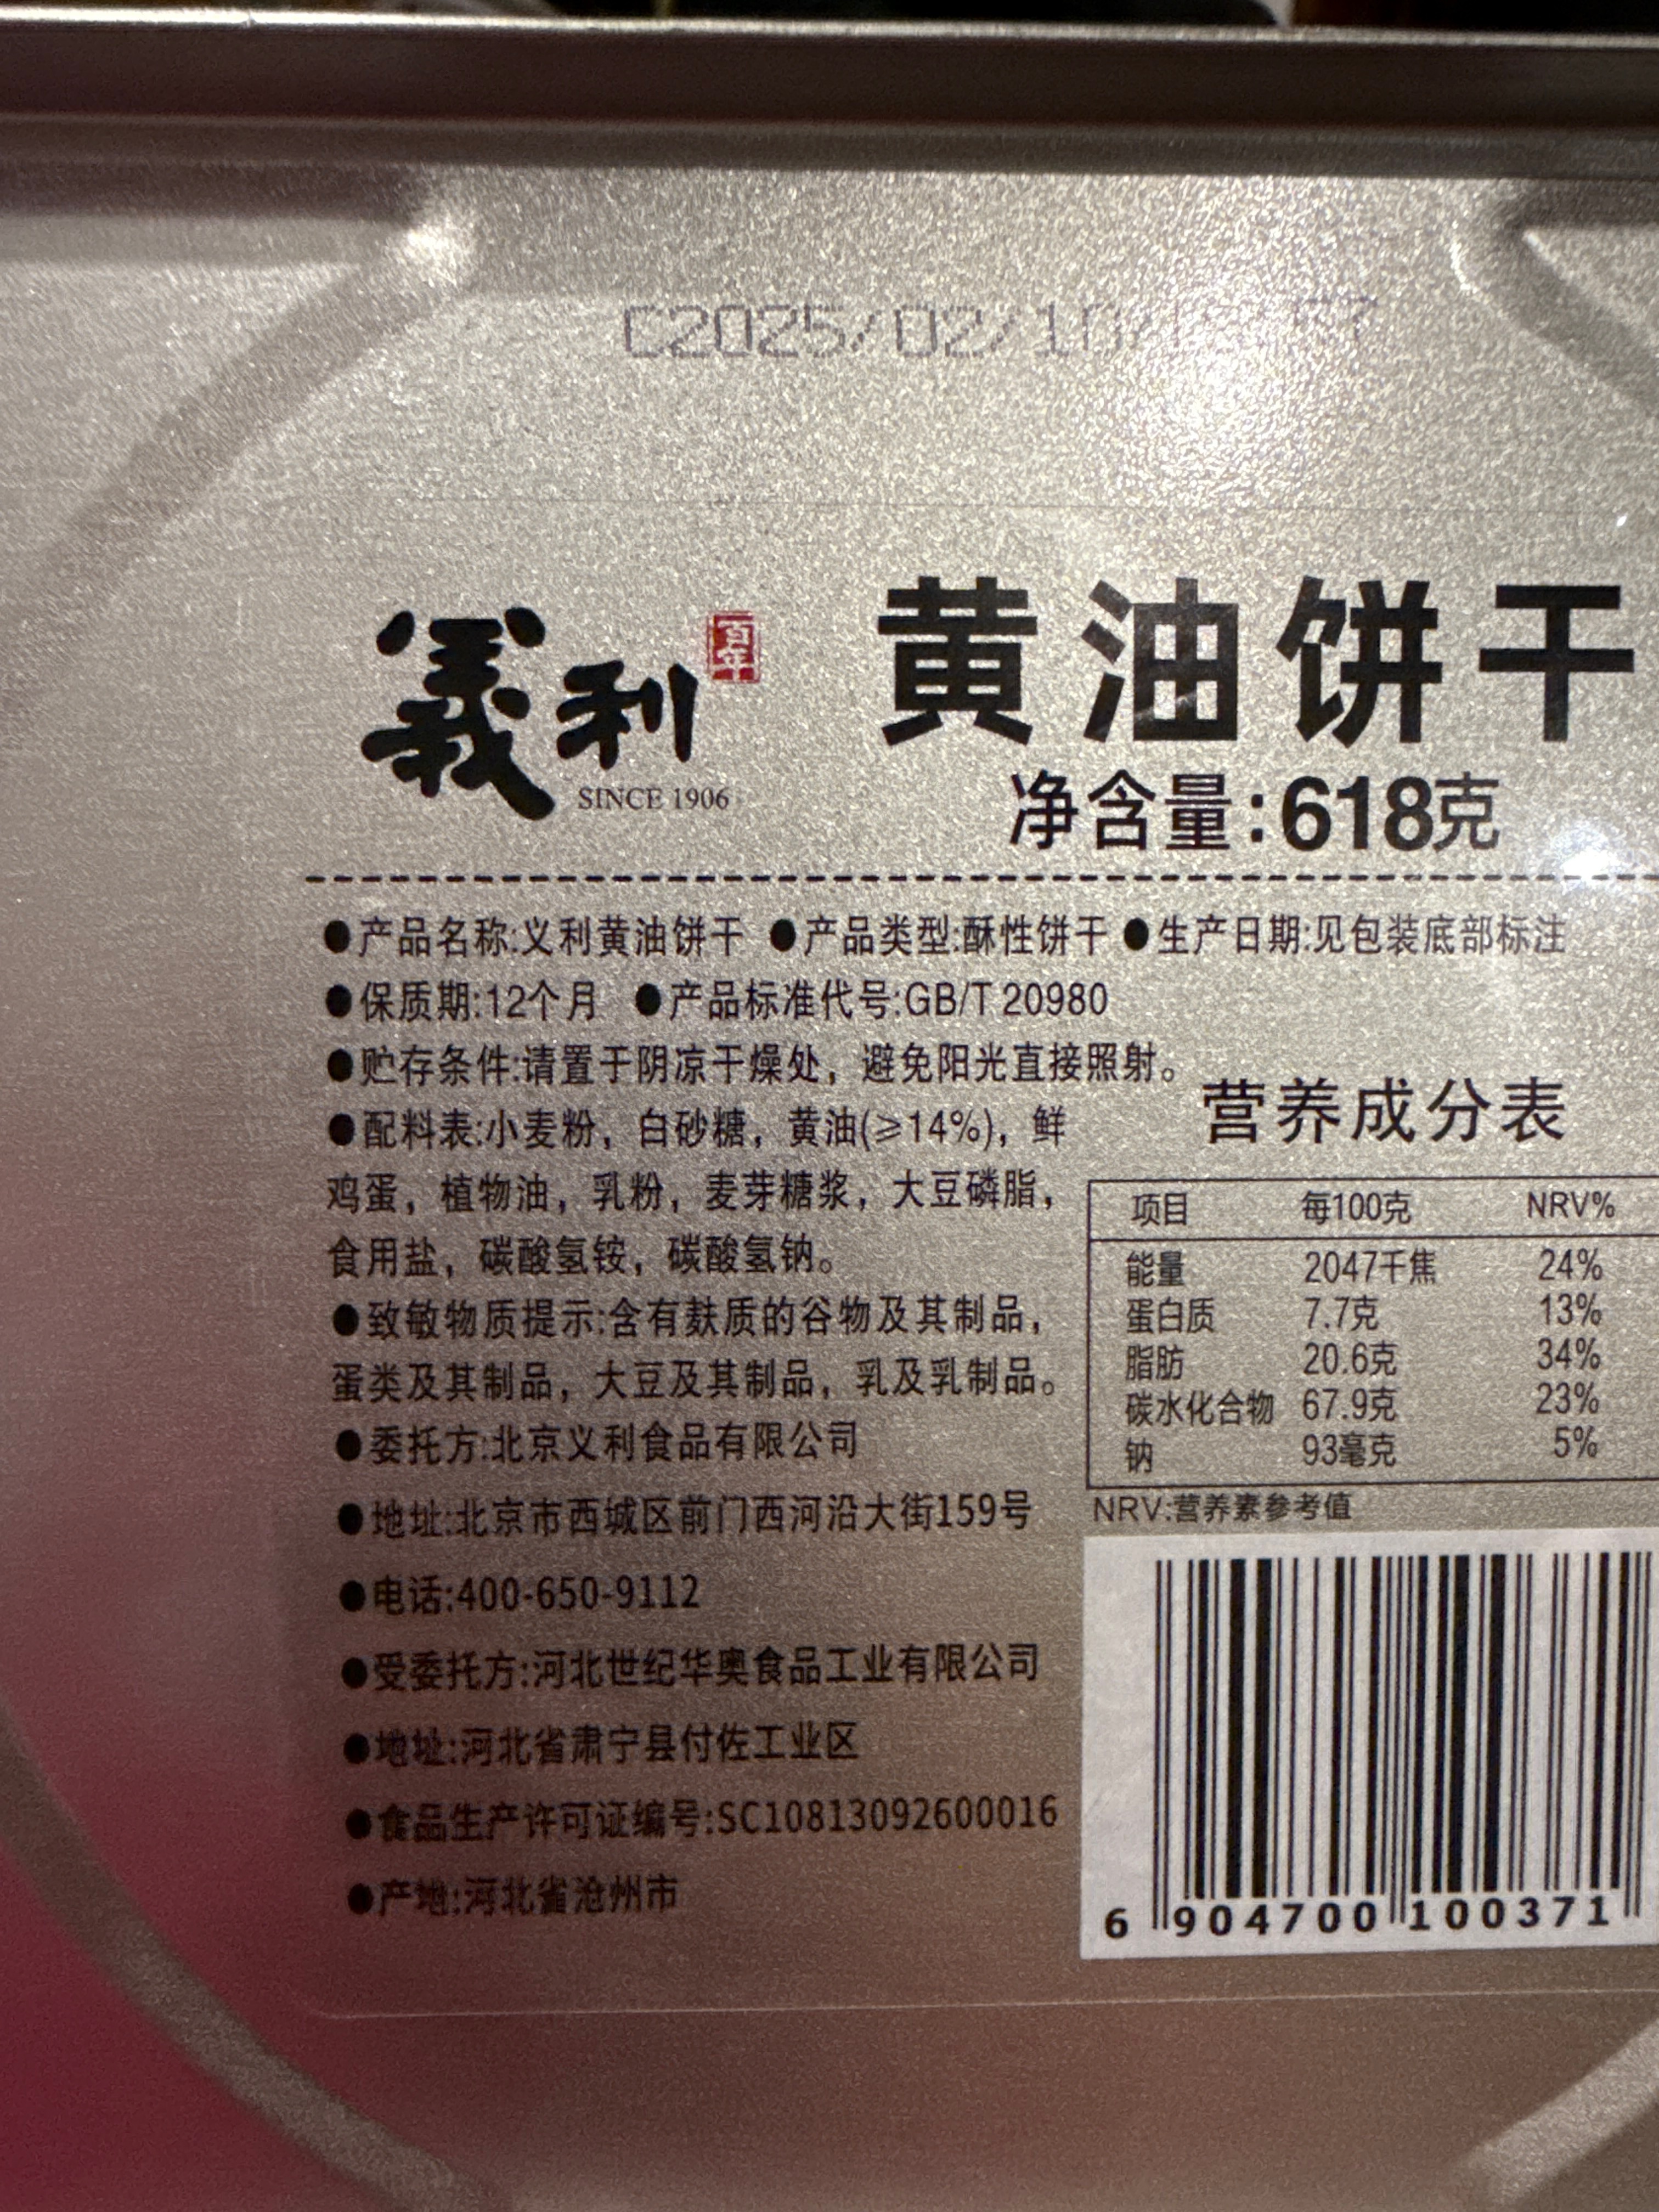 C2025/02/10
義利
百年
SINCE 1906
黄油饼干
净含量:618克
●产品名称:义利黄油饼干 ●产品类型:酥性饼干 ●生产日期:见包装底部标注
●保质期:12个月 ●产品标准代号:GB/T 20980
●贮存条件:请置于阴凉干燥处，避免阳光直接照射。
●配料表:小麦粉，白砂糖，黄油(≥14%)，鲜
鸡蛋，植物油，乳粉，麦芽糖浆，大豆磷脂，
食用盐，碳酸氢铵，碳酸氢钠。
●致敏物质提示:含有麸质的谷物及其制品，
蛋类及其制品，大豆及其制品，乳及乳制品。
●委托方:北京义利食品有限公司
●地址:北京市西城区前门西河沿大街159号
●电话:400-650-9112
●受委托方:河北世纪华奥食品工业有限公司
●地址:河北省肃宁县付佐工业区
●食品生产许可证编号:SC10813092600016
●产地:河北省沧州市
营养成分表
项目 每100克 NRV%
能量 2047千焦 24%
蛋白质 7.7克 13%
脂肪 20.6克 34%
碳水化合物 67.9克 23%
钠 93毫克 5%
NRV:营养素参考值
6 904700 100371